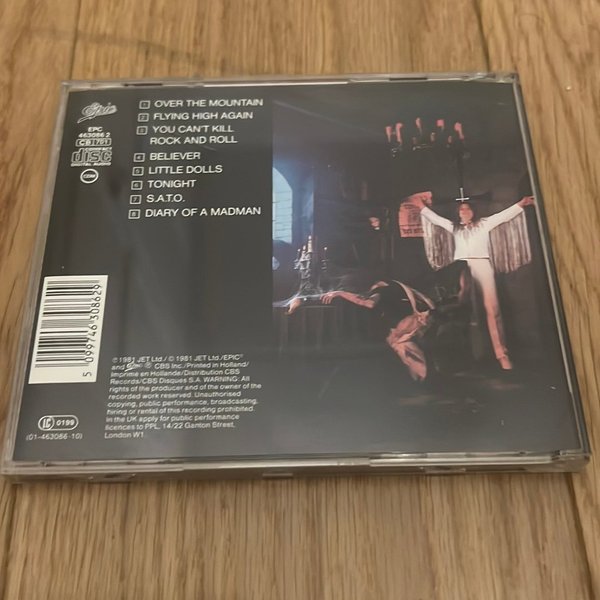 Epic
EPC
463086 2
CB 761
COMPACT
disc
DIGITAL AUDIO
1 OVER THE MOUNTAIN
2 FLYING HIGH AGAIN
3 YOU CAN'T KILL
ROCK AND ROLL
4 BELIEVER
5 LITTLE DOLLS
6 TONIGHT
7 S.A.T.O.
8 DIARY OF A MADMAN
5 099746 308629
℗ 1981 JET Ltd./ © 1981 JET Ltd./EPIC®
and Epic ® CBS Inc./Printed in Holland/
Imprimé en Hollande/Distribution CBS
Records/CBS Disques S.A. WARNING: All
rights of the producer and of the owner of the
recorded work reserved. Unauthorised
copying, public performance, broadcasting,
hiring or rental of this recording prohibited.
In the UK apply for public performance
licences to PPL, 14/22 Ganton Street,
London W1.
LC 0199
(01-463086-10)